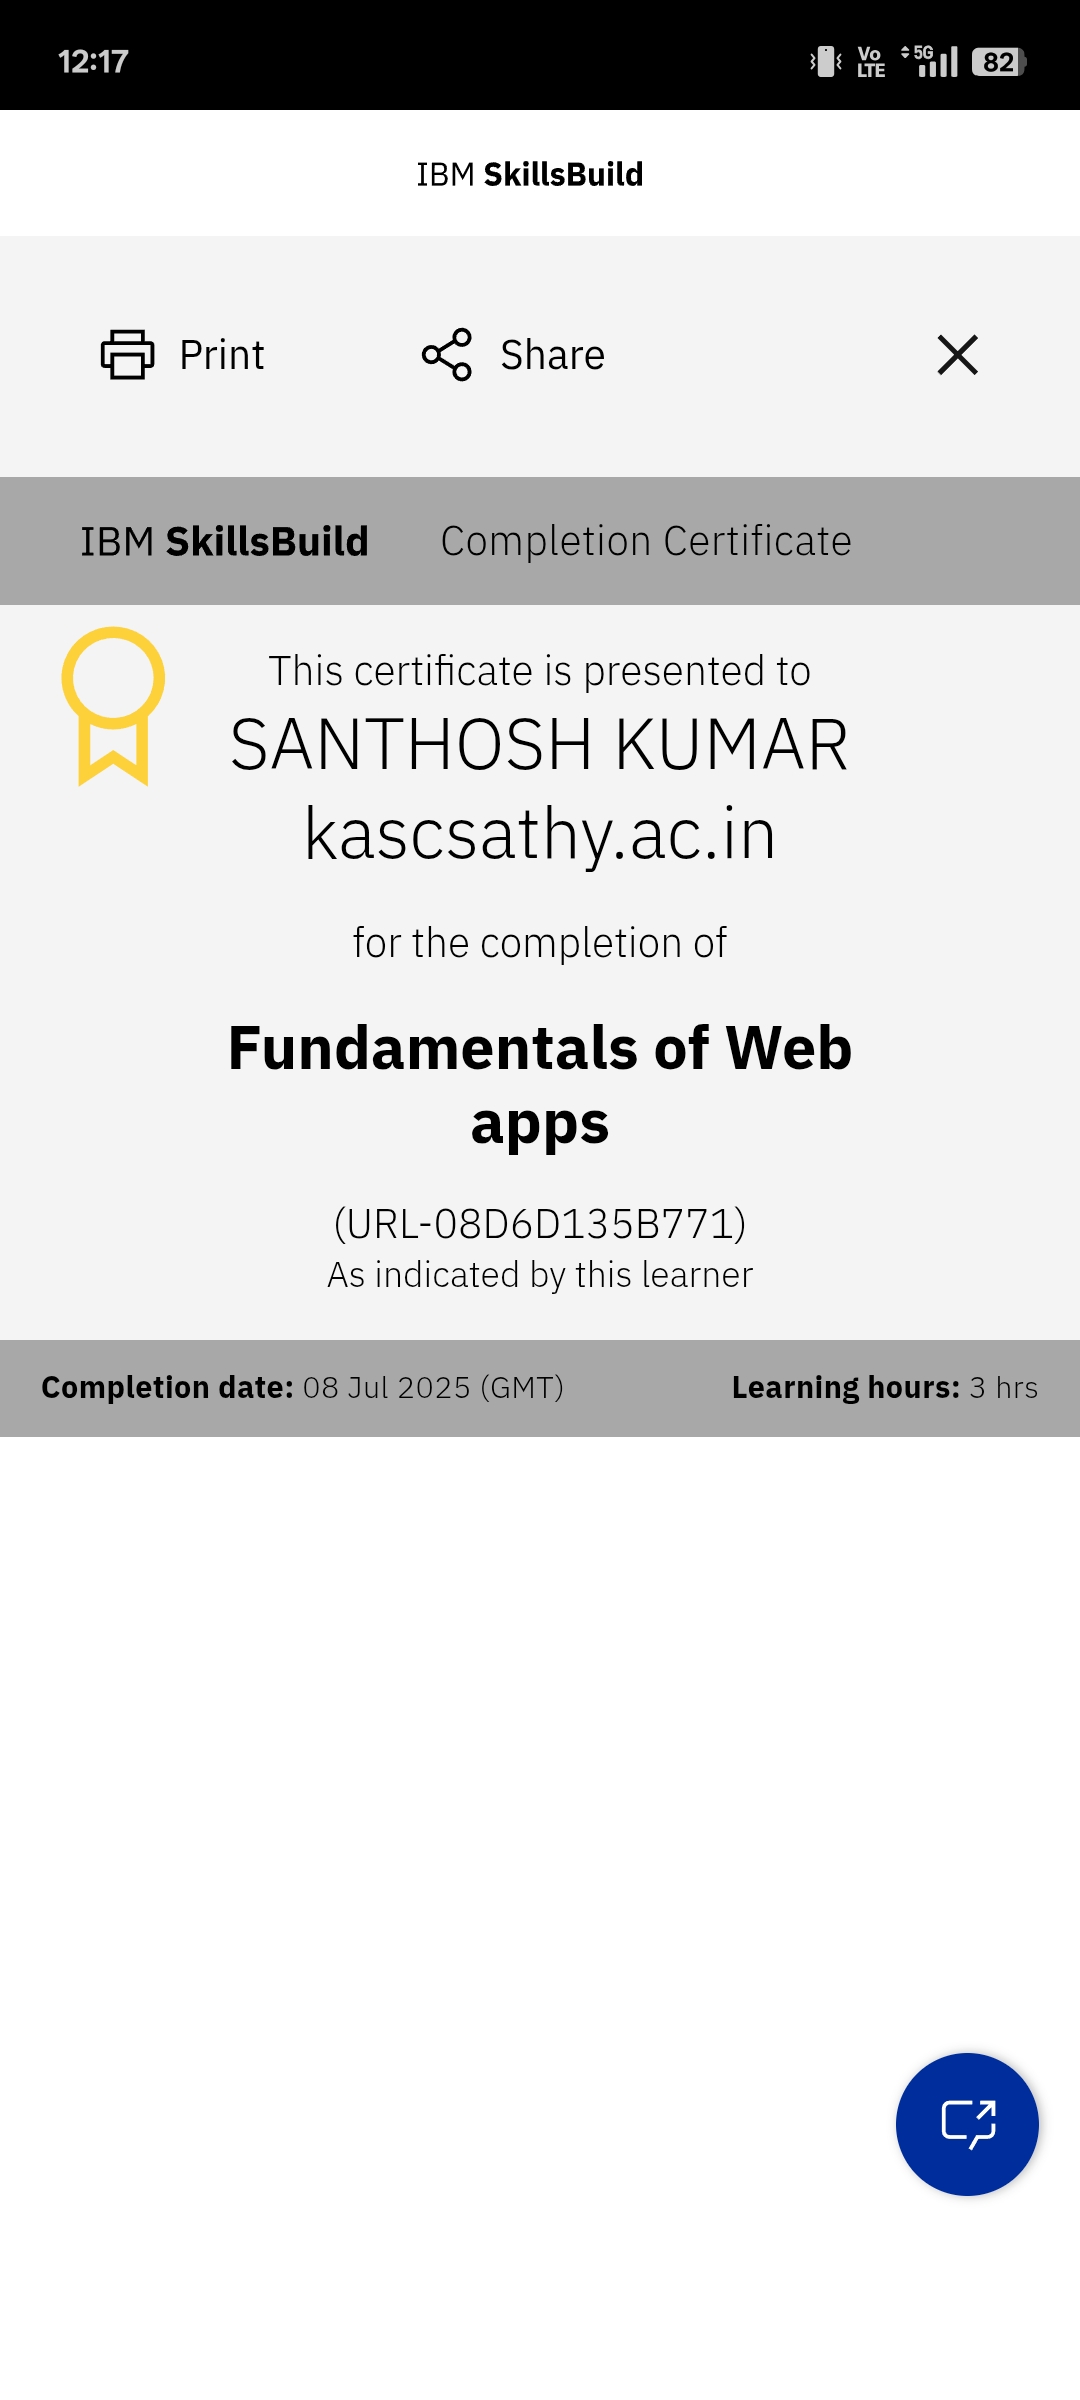 12:17
Vo
LTE
5G
82
IBM SkillsBuild
Print
Share
IBM SkillsBuild
Completion Certificate
This certificate is presented to
SANTHOSH KUMAR
kascsathy.ac.in
for the completion of
Fundamentals of Web
apps
(URL-08D6D135B771)
As indicated by this learner
Completion date: 08 Jul 2025 (GMT)
Learning hours: 3 hrs